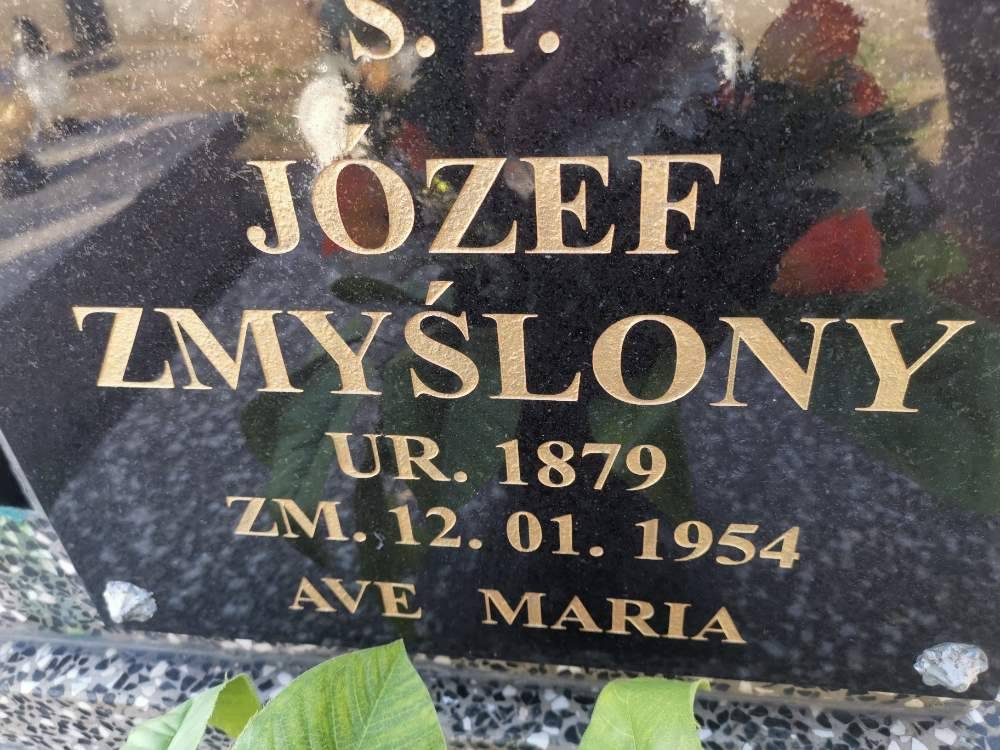 Ś. P.
JÓZEF
ZMYŚLONY
UR. 1879
ZM. 12. 01. 1954
AVE MARIA